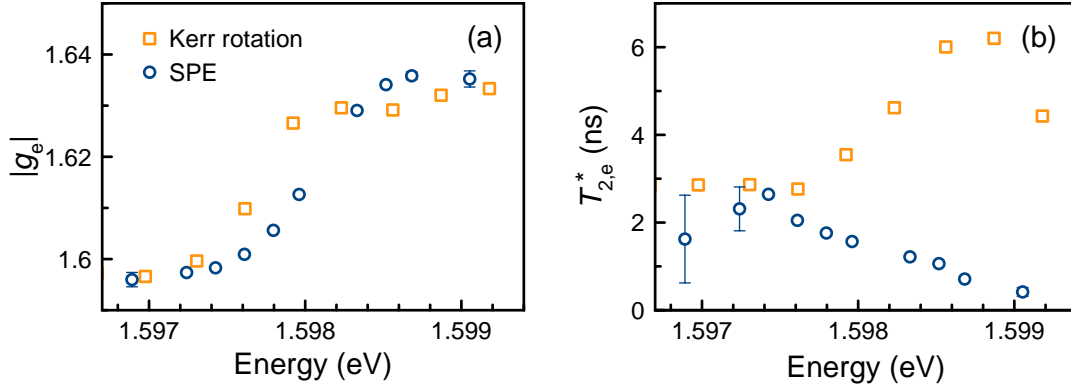 (a)
Kerr rotation
SPE
|gₑ|
1.64
1.62
1.6
1.597
1.598
1.599
Energy (eV)
(b)
T*₂,ₑ (ns)
6
4
2
0
1.597
1.598
1.599
Energy (eV)